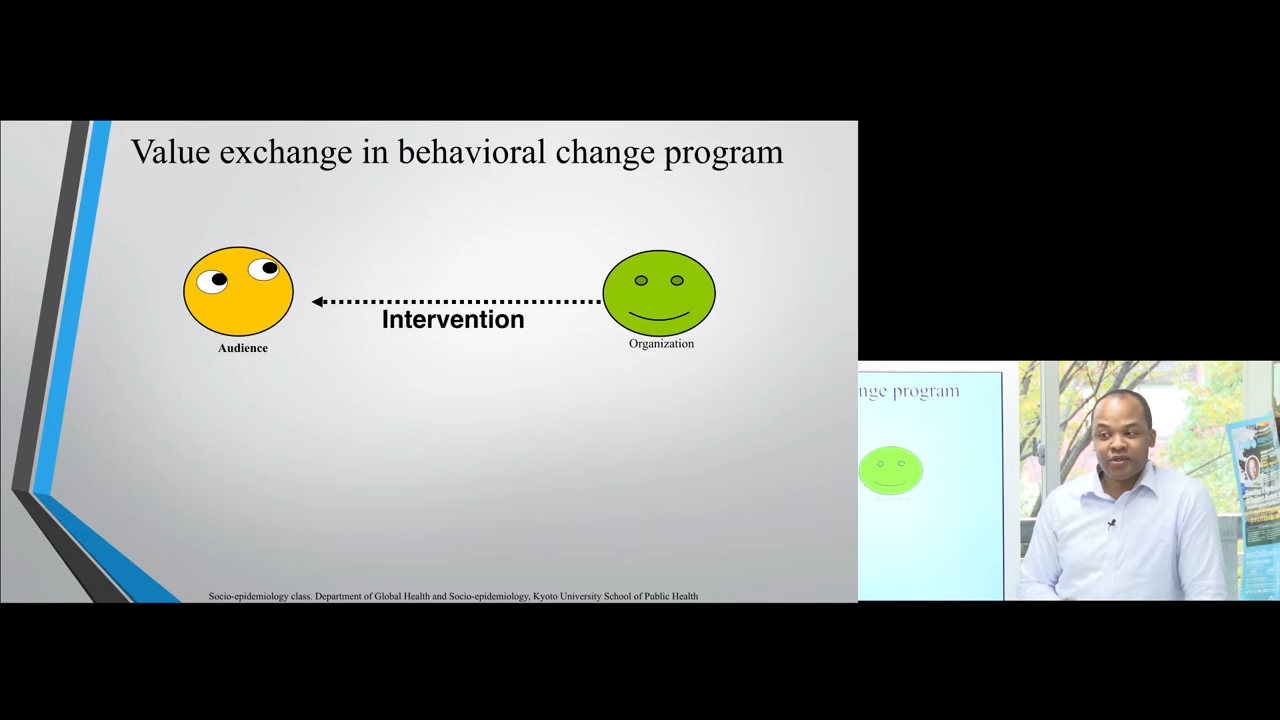 Value exchange in behavioral change program
Intervention
Audience
Organization
Socio-epidemiology class. Department of Global Health and Socio-epidemiology, Kyoto University School of Public Health
nge program